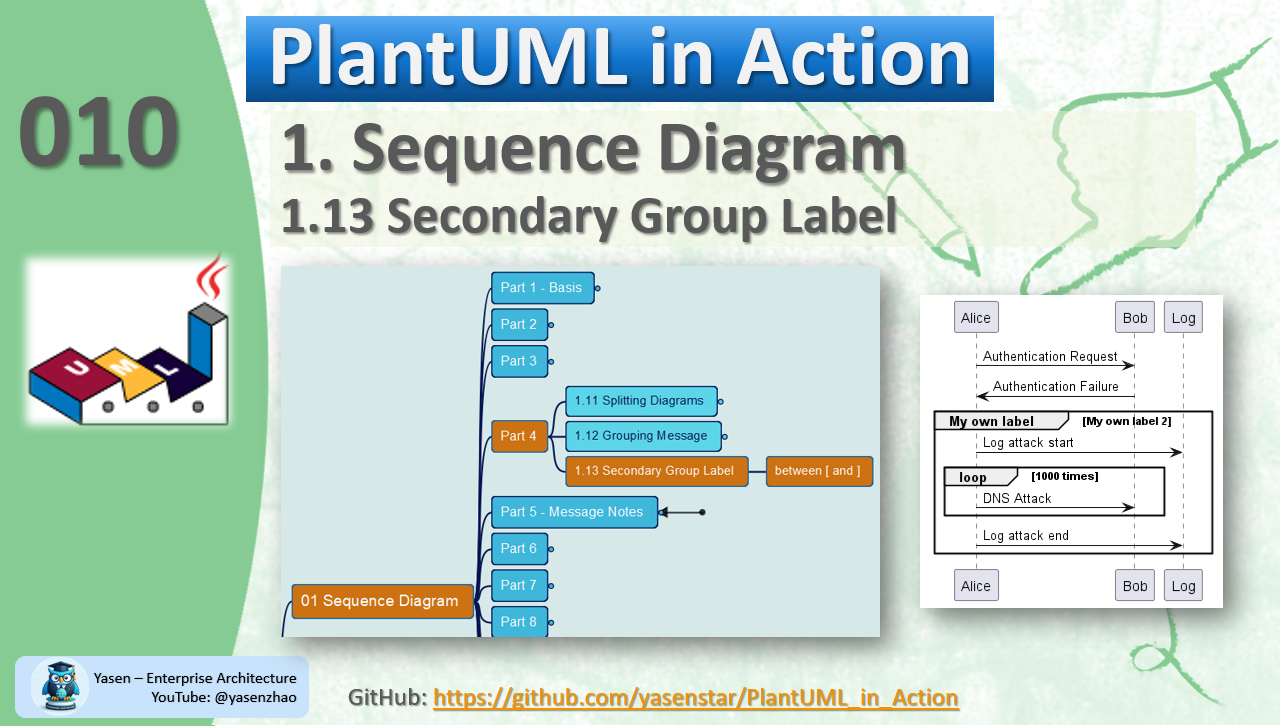 PlantUML in Action
010
1. Sequence Diagram
1.13 Secondary Group Label
UML
Part 1 - Basis
Part 2
Part 3
Part 4
1.11 Splitting Diagrams
1.12 Grouping Message
1.13 Secondary Group Label
between [ and ]
Part 5 - Message Notes
Part 6
Part 7
Part 8
01 Sequence Diagram
Alice Bob Log
Authentication Request
Authentication Failure
My own label [My own label 2]
Log attack start
loop [1000 times]
DNS Attack
Log attack end
Alice Bob Log
Yasen – Enterprise Architecture
YouTube: @yasenzhao
GitHub: https://github.com/yasenstar/PlantUML_in_Action